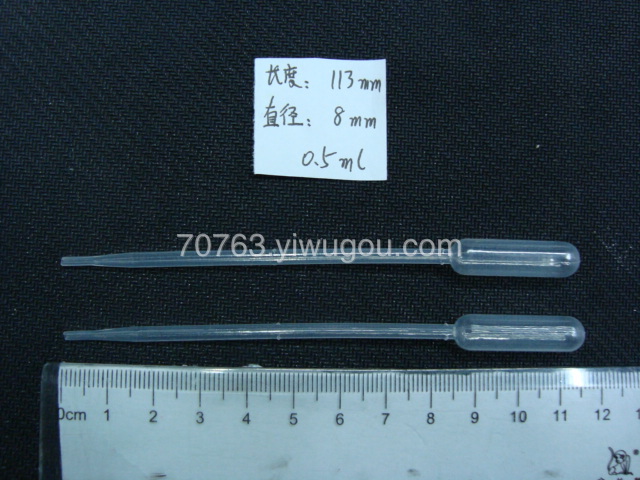 长度: 113mm
直径: 8mm
0.5ml
70763.yiwugou.com
0cm 1 2 3 4 5 6 7 8 9 10 11 12